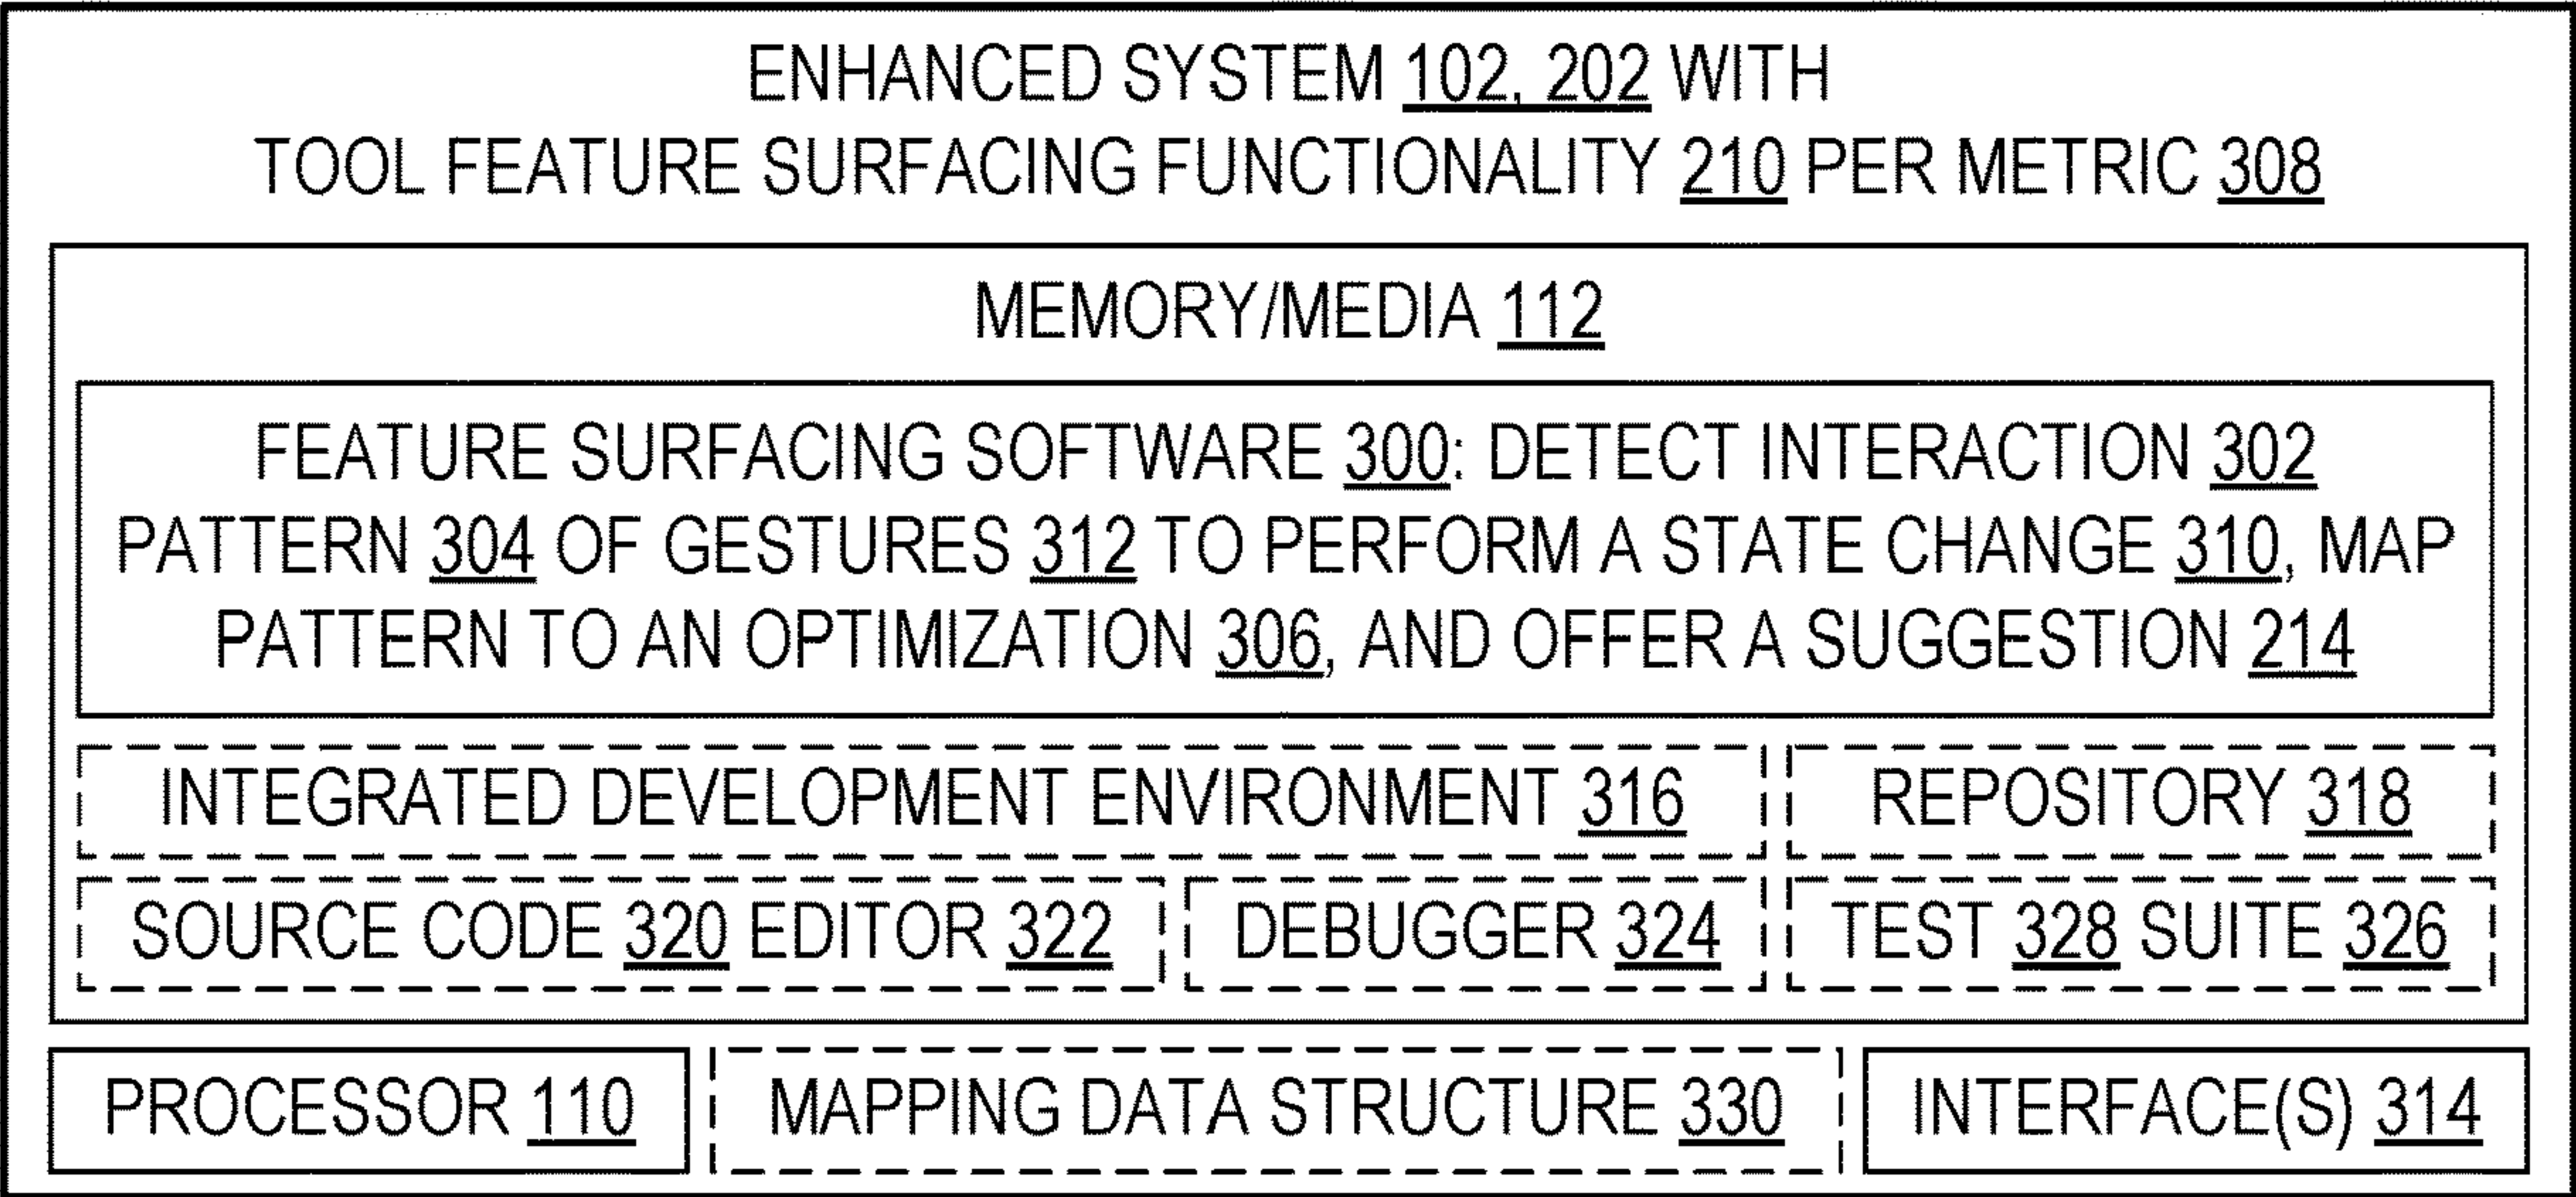 ENHANCED SYSTEM 102, 202 WITH
TOOL FEATURE SURFACING FUNCTIONALITY 210 PER METRIC 308
MEMORY/MEDIA 112
FEATURE SURFACING SOFTWARE 300: DETECT INTERACTION 302
PATTERN 304 OF GESTURES 312 TO PERFORM A STATE CHANGE 310, MAP
PATTERN TO AN OPTIMIZATION 306, AND OFFER A SUGGESTION 214
INTEGRATED DEVELOPMENT ENVIRONMENT 316
REPOSITORY 318
SOURCE CODE 320 EDITOR 322
DEBUGGER 324
TEST 328 SUITE 326
PROCESSOR 110
MAPPING DATA STRUCTURE 330
INTERFACE(S) 314